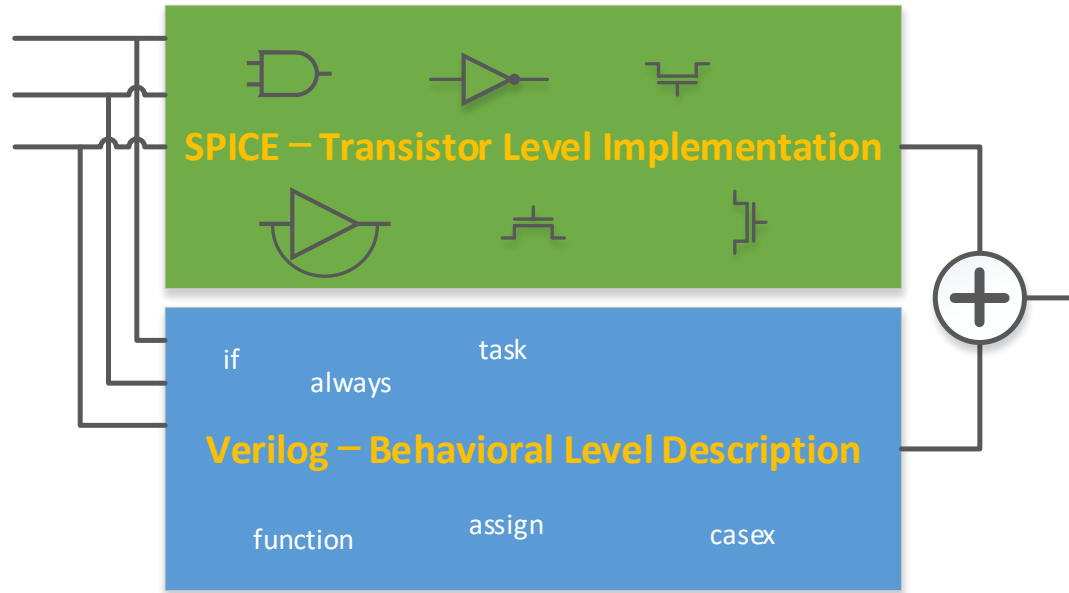 SPICE – Transistor Level Implementation
if
task
always
Verilog – Behavioral Level Description
function
assign
casex